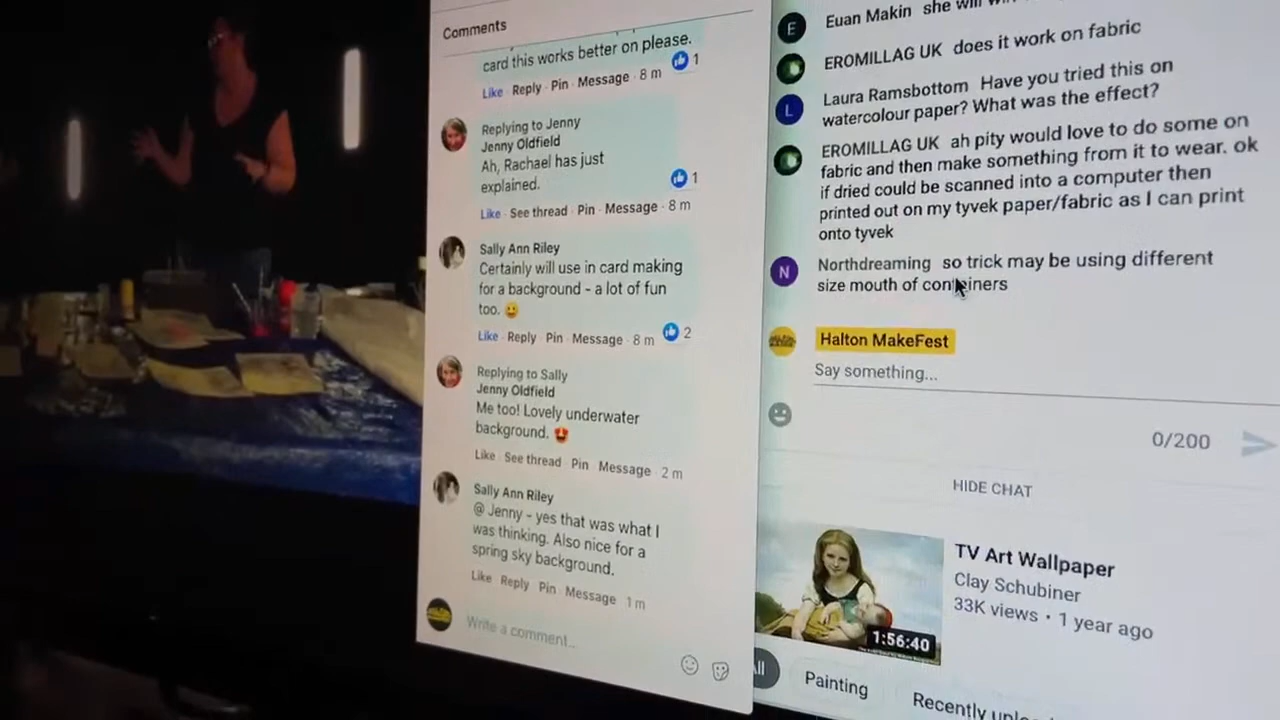 Comments
card this works better on please.
1
Like · Reply · Pin · Message · 8 m
Replying to Jenny
Jenny Oldfield
Ah, Rachael has just
explained.
1
Like · See thread · Pin · Message · 8 m
Sally Ann Riley
Certainly will use in card making
for a background – a lot of fun
too. 😀
Like · Reply · Pin · Message · 8 m
2
Replying to Sally
Jenny Oldfield
Me too! Lovely underwater
background. 😍
Like · See thread · Pin · Message 2 m
Sally Ann Riley
@ Jenny – yes that was what I
was thinking. Also nice for a
spring sky background.
Like Reply Pin Message 1 m
Write a comment...
E
Euan Makin she will
EROMILLAG UK does it work on fabric
L
Laura Ramsbottom Have you tried this on
watercolour paper? What was the effect?
EROMILLAG UK ah pity would love to do some on
fabric and then make something from it to wear. ok
if dried could be scanned into a computer then
printed out on my tyvek paper/fabric as I can print
onto tyvek
N
Northdreaming so trick may be using different
size mouth of containers
Halton MakeFest
Say something...
0/200
HIDE CHAT
TV Art Wallpaper
Clay Schubiner
33K views • 1 year ago
1:56:40
All
Painting
Recently